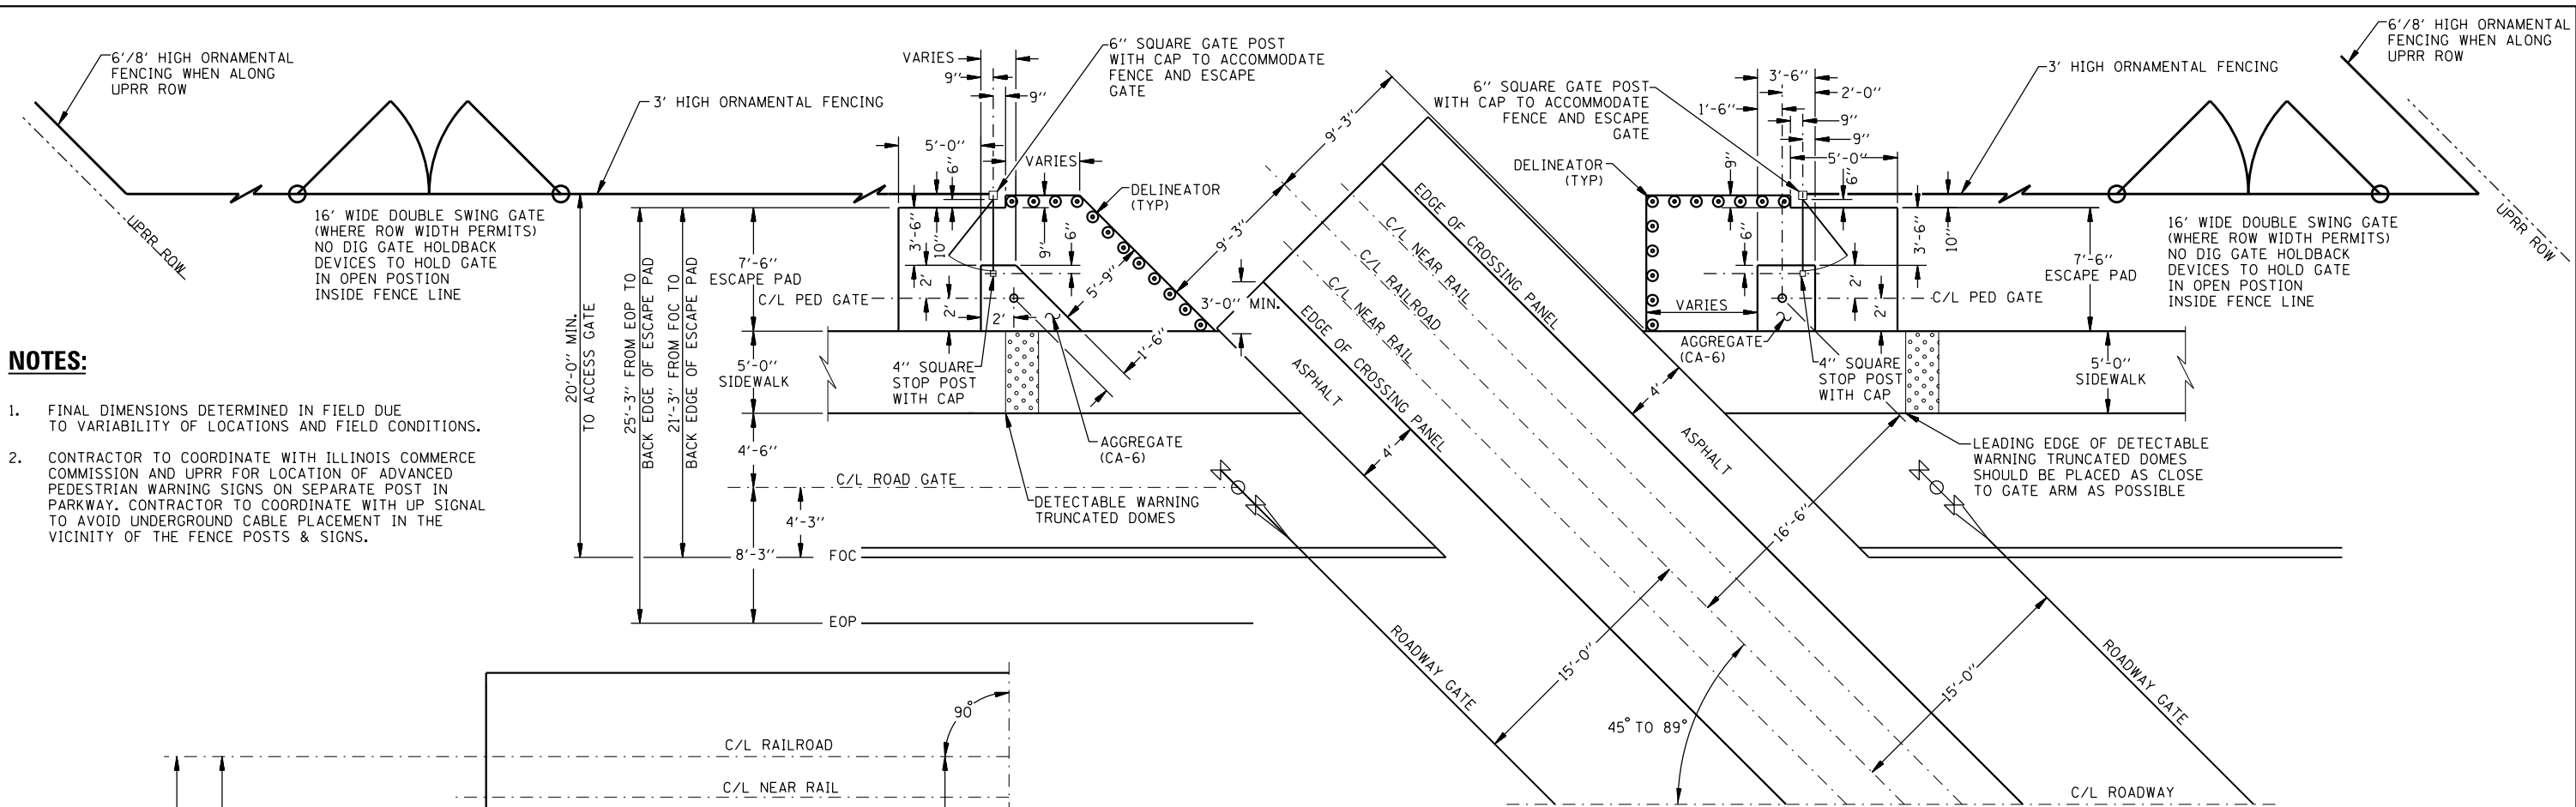 6'/8' HIGH ORNAMENTAL
FENCING WHEN ALONG
UPRR ROW
UPRR ROW
16' WIDE DOUBLE SWING GATE
(WHERE ROW WIDTH PERMITS)
NO DIG GATE HOLDBACK
DEVICES TO HOLD GATE
IN OPEN POSTION
INSIDE FENCE LINE
3' HIGH ORNAMENTAL FENCING
VARIES
9"
9"
6" SQUARE GATE POST
WITH CAP TO ACCOMMODATE
FENCE AND ESCAPE
GATE
5'-0"
6"
VARIES
DELINEATOR
(TYP)
3'-6"
10"
9"
6"
2'
2'
2'
5'-9"
1'-6"
7'-6"
ESCAPE PAD
C/L PED GATE
5'-0"
SIDEWALK
4" SQUARE
STOP POST
WITH CAP
AGGREGATE
(CA-6)
4'-6"
C/L ROAD GATE
DETECTABLE WARNING
TRUNCATED DOMES
4'-3"
8'-3"
FOC
EOP
20'-0" MIN.
TO ACCESS GATE
25'-3" FROM EOP TO
BACK EDGE OF ESCAPE PAD
21'-3" FROM FOC TO
BACK EDGE OF ESCAPE PAD
NOTES:
1. FINAL DIMENSIONS DETERMINED IN FIELD DUE
TO VARIABILITY OF LOCATIONS AND FIELD CONDITIONS.
2. CONTRACTOR TO COORDINATE WITH ILLINOIS COMMERCE
COMMISSION AND UPRR FOR LOCATION OF ADVANCED
PEDESTRIAN WARNING SIGNS ON SEPARATE POST IN
PARKWAY. CONTRACTOR TO COORDINATE WITH UP SIGNAL
TO AVOID UNDERGROUND CABLE PLACEMENT IN THE
VICINITY OF THE FENCE POSTS & SIGNS.
9'-3"
9'-3"
3'-0" MIN.
EDGE OF CROSSING PANEL
C/L NEAR RAIL
C/L RAILROAD
C/L NEAR RAIL
EDGE OF CROSSING PANEL
ASPHALT
4'
4'
ASPHALT
16'-6"
15'-0"
15'-0"
ROADWAY GATE
ROADWAY GATE
45° TO 89°
C/L ROADWAY
6" SQUARE GATE POST
WITH CAP TO ACCOMMODATE
FENCE AND ESCAPE
GATE
DELINEATOR
(TYP)
3'-6"
2'-0"
1'-6"
9"
9"
5'-0"
6"
9"
6"
3'-6"
10"
2'
2'
VARIES
C/L PED GATE
7'-6"
ESCAPE PAD
AGGREGATE
(CA-6)
4" SQUARE
STOP POST
WITH CAP
5'-0"
SIDEWALK
LEADING EDGE OF DETECTABLE
WARNING TRUNCATED DOMES
SHOULD BE PLACED AS CLOSE
TO GATE ARM AS POSSIBLE
3' HIGH ORNAMENTAL FENCING
6'/8' HIGH ORNAMENTAL
FENCING WHEN ALONG
UPRR ROW
UPRR ROW
16' WIDE DOUBLE SWING GATE
(WHERE ROW WIDTH PERMITS)
NO DIG GATE HOLDBACK
DEVICES TO HOLD GATE
IN OPEN POSTION
INSIDE FENCE LINE
90°
C/L RAILROAD
C/L NEAR RAIL